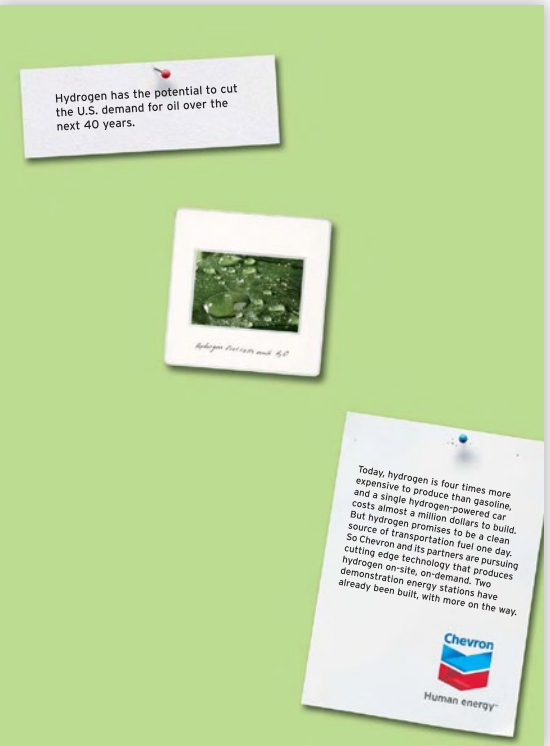 Hydrogen has the potential to cut
the U.S. demand for oil over the
next 40 years.
Hydrogen and H₂O
Today, hydrogen is four times more
expensive to produce than gasoline,
and a single hydrogen-powered car
costs almost a million dollars to build.
But hydrogen promises to be a clean
source of transportation fuel one day.
So Chevron and its partners are pursuing
cutting edge technology that produces
hydrogen on-site, on-demand. Two
demonstration energy stations have
already been built, with more on the way.
Chevron
Human energy™